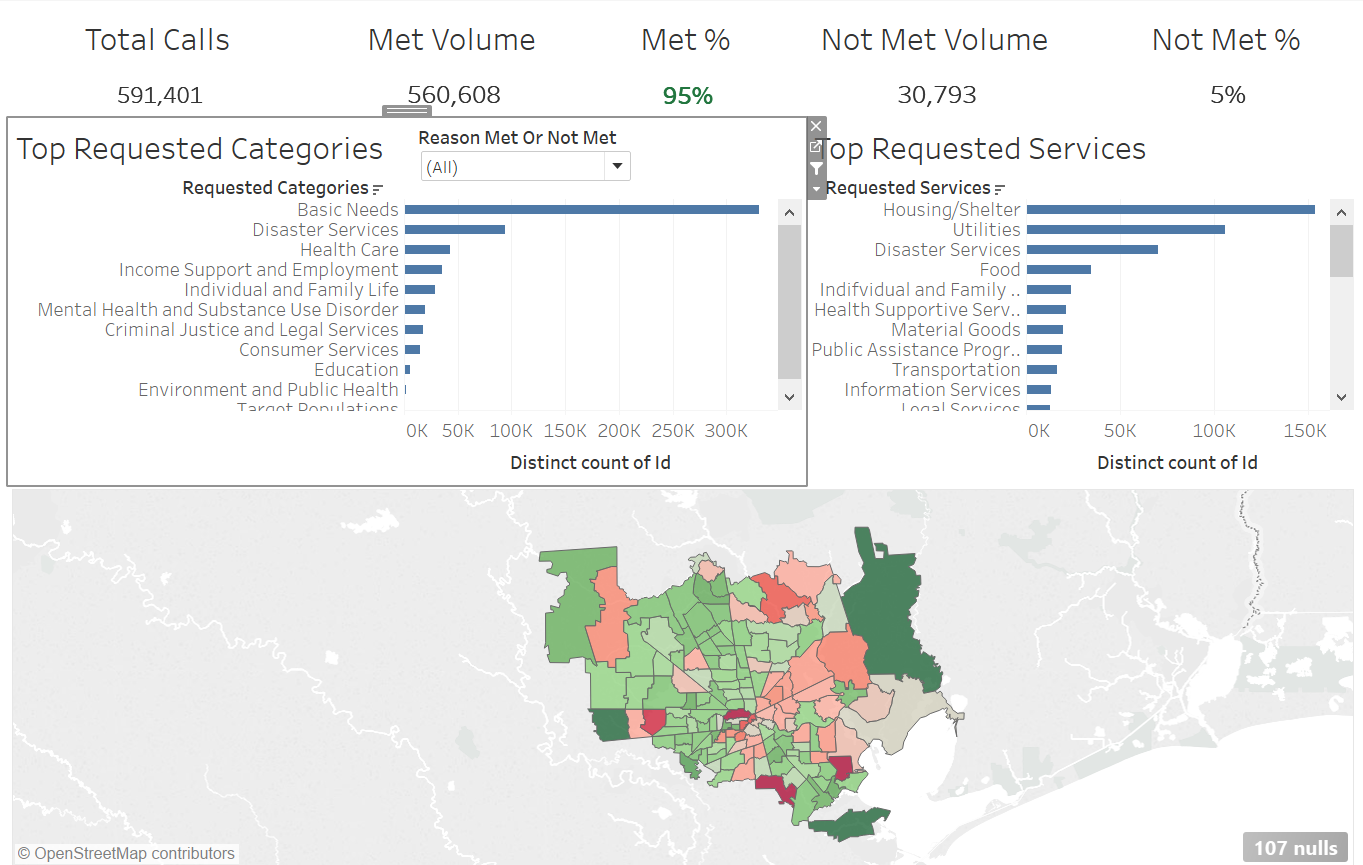 Total Calls
Met Volume
Met %
Not Met Volume
Not Met %
591,401
560,608
95%
30,793
5%
Top Requested Categories
Reason Met Or Not Met
(All)
Requested Categories
Basic Needs
Disaster Services
Health Care
Income Support and Employment
Individual and Family Life
Mental Health and Substance Use Disorder
Criminal Justice and Legal Services
Consumer Services
Education
Environment and Public Health
Target Populations
0K 50K 100K 150K 200K 250K 300K
Distinct count of Id
Top Requested Services
Requested Services
Housing/Shelter
Utilities
Disaster Services
Food
Indifvidual and Family ..
Health Supportive Serv..
Material Goods
Public Assistance Progr..
Transportation
Information Services
Legal Services
0K 50K 100K 150K
Distinct count of Id
© OpenStreetMap contributors
107 nulls